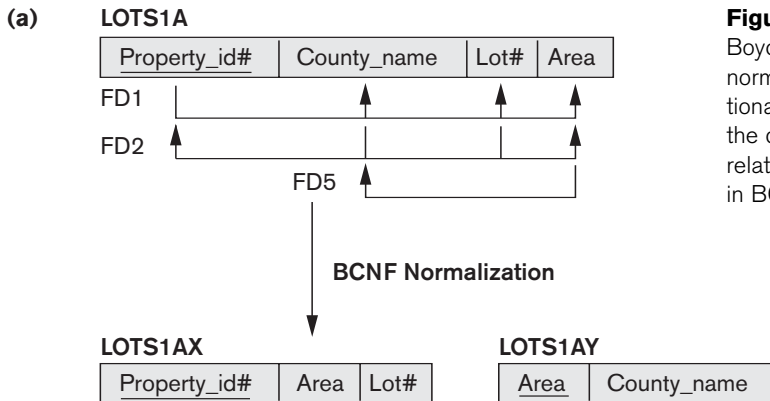 (a) LOTS1A
Property_id# County_name Lot# Area
FD1
FD2
FD5
BCNF Normalization
LOTS1AX
Property_id# Area Lot#
LOTS1AY
Area County_name
in BC
relat
the c
tiona
norm
Boyc
Figu